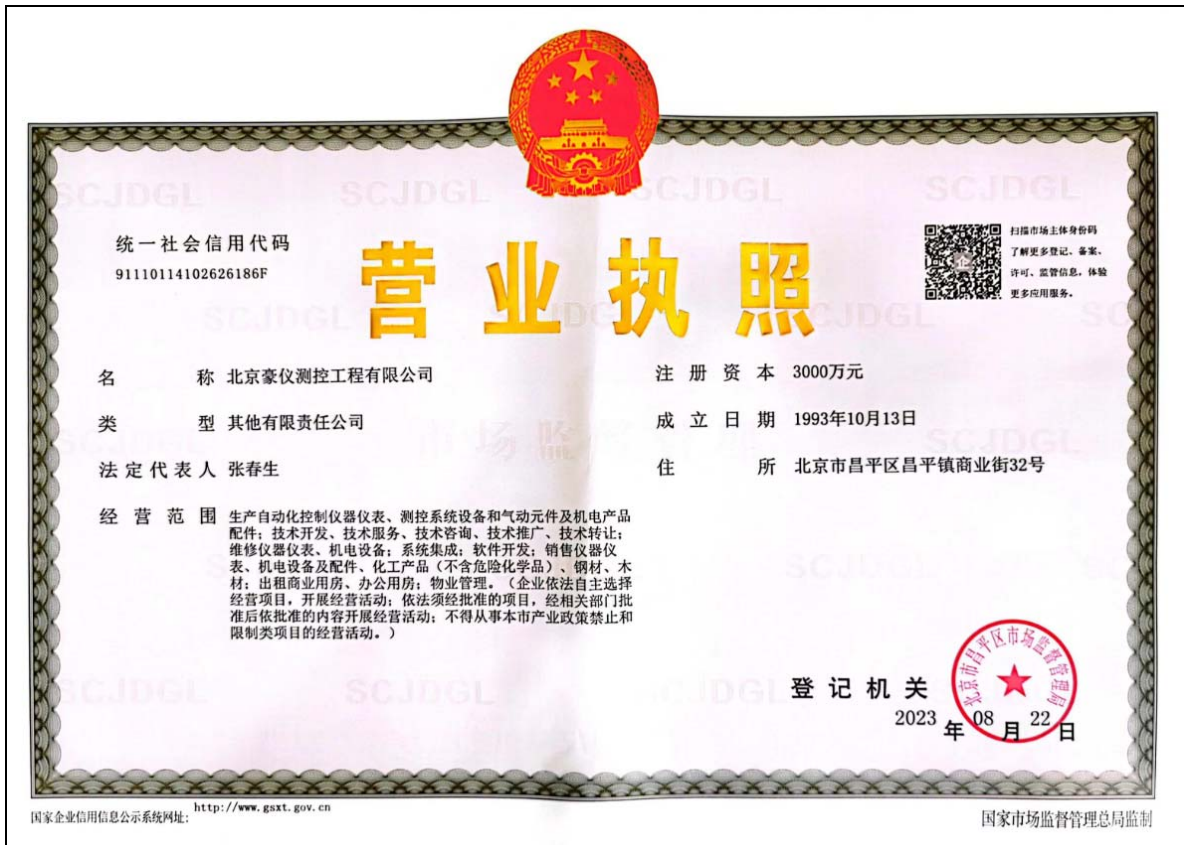 统一社会信用代码
91110114102626186F
营业执照
扫描市场主体身份码
了解更多登记、备案、
许可、监管信息，体验
更多应用服务。
名称 北京豪仪测控工程有限公司
类型 其他有限责任公司
法定代表人 张春生
经营范围 生产自动化控制仪器仪表、测控系统设备和气动元件及机电产品
配件；技术开发、技术服务、技术咨询、技术推广、技术转让；
维修仪器仪表、机电设备；系统集成；软件开发；销售仪器仪
表、机电设备及配件、化工产品（不含危险化学品）、钢材、木
材；出租商业用房、办公用房；物业管理。（企业依法自主选择
经营项目，开展经营活动；依法须经批准的项目，经相关部门批
准后依批准的内容开展经营活动；不得从事本市产业政策禁止和
限制类项目的经营活动。）
注册资本 3000万元
成立日期 1993年10月13日
住所 北京市昌平区昌平镇商业街32号
登记机关
北京市昌平区市场监督管理局
2023年08月22日
国家企业信用信息公示系统网址：http://www.gsxt.gov.cn
国家市场监督管理总局监制
SCJDGL
市场监督管理